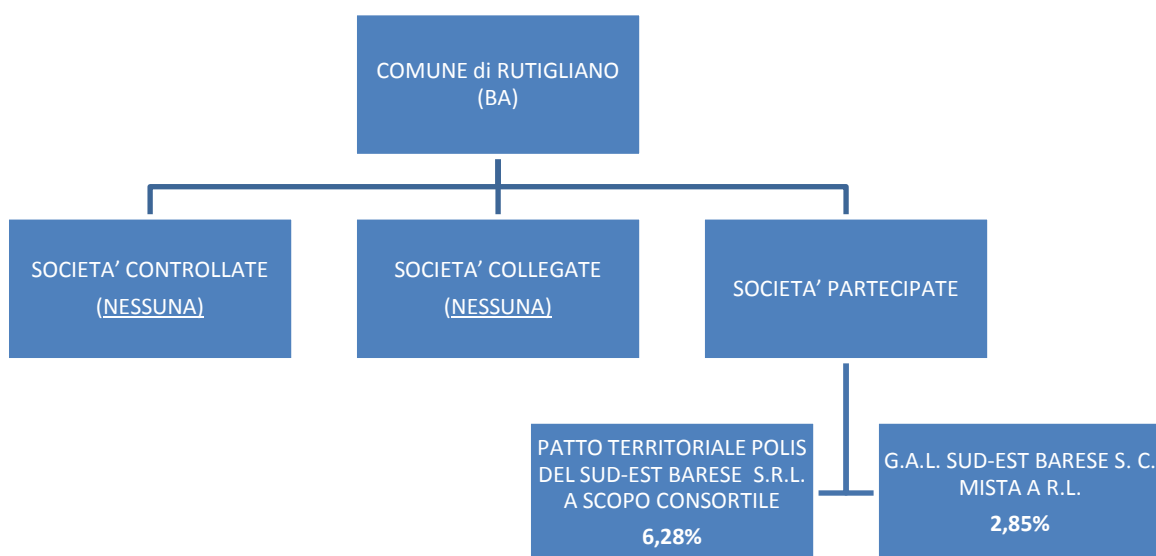 COMUNE di RUTIGLIANO
(BA)
SOCIETA’ CONTROLLATE
(NESSUNA)
SOCIETA’ COLLEGATE
(NESSUNA)
SOCIETA’ PARTECIPATE
PATTO TERRITORIALE POLIS
DEL SUD-EST BARESE S.R.L.
A SCOPO CONSORTILE
6,28%
G.A.L. SUD-EST BARESE S. C.
MISTA A R.L.
2,85%